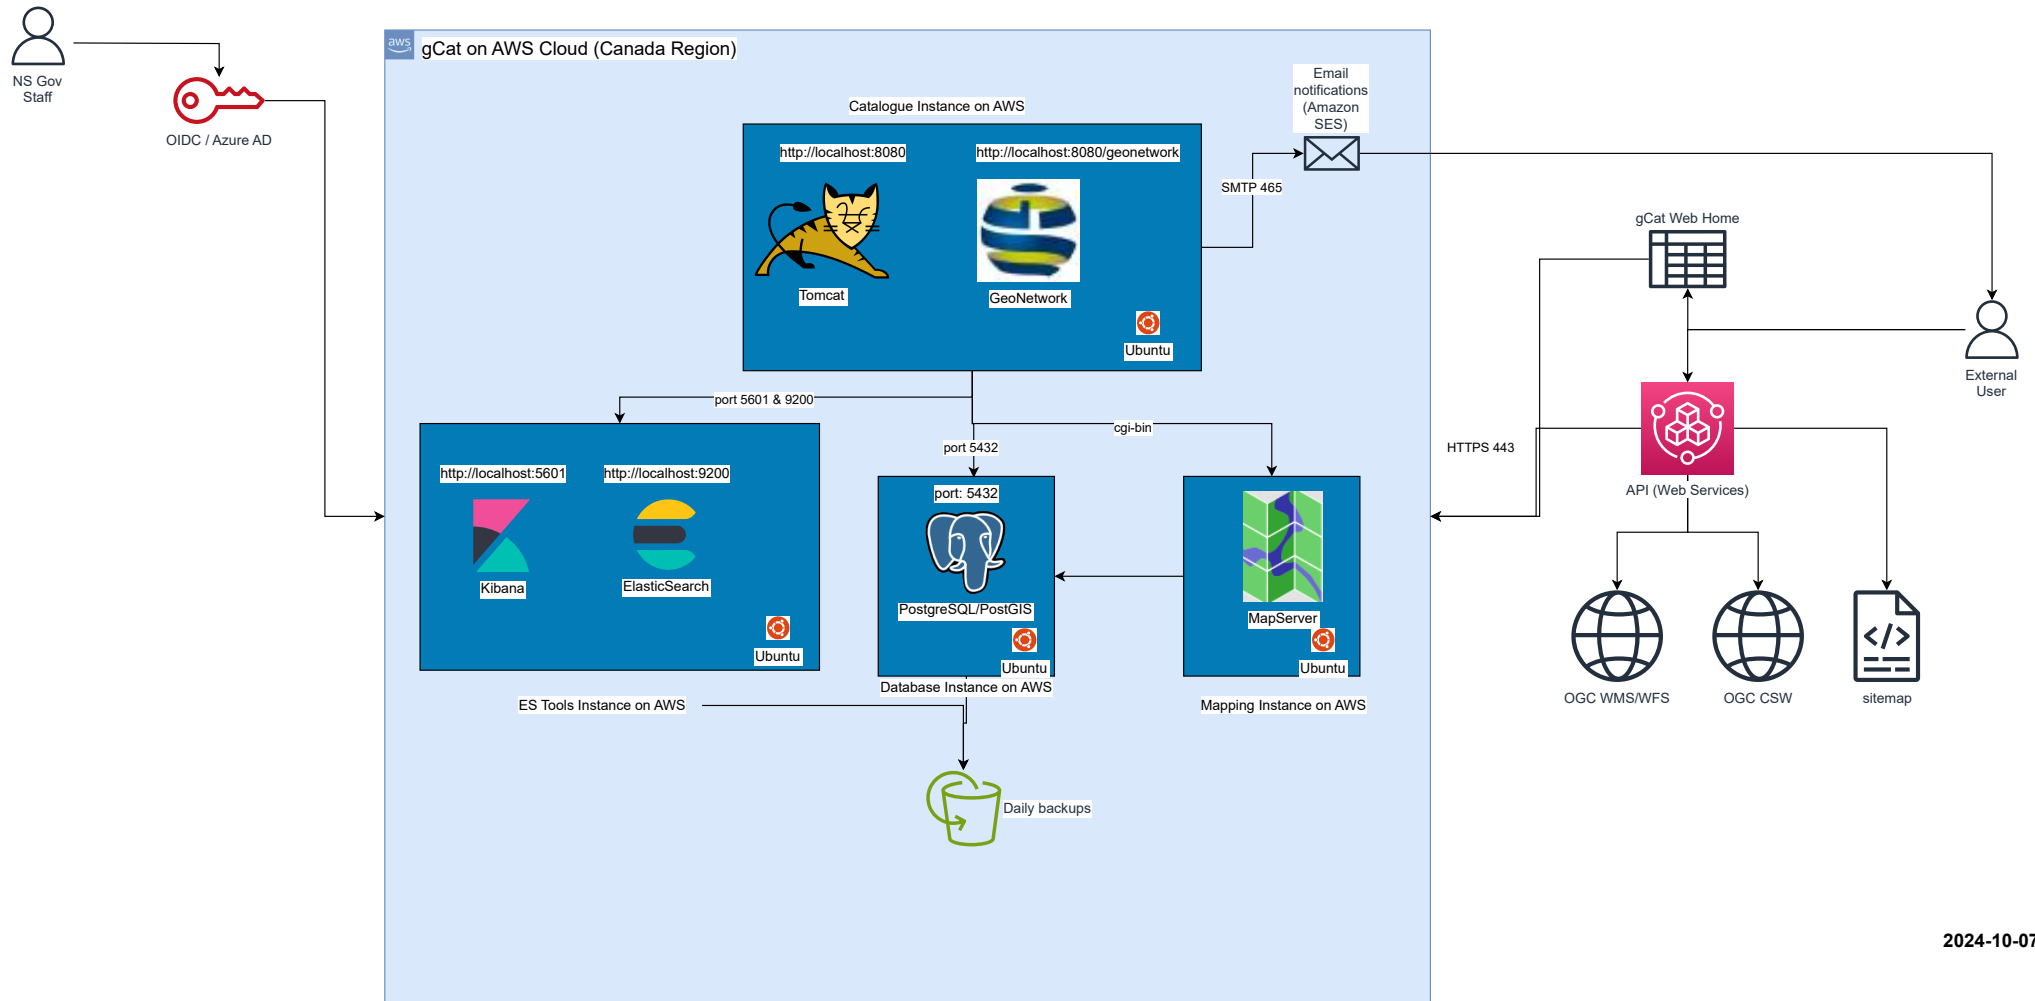 NS Gov
Staff
OIDC / Azure AD
aws
gCat on AWS Cloud (Canada Region)
Catalogue Instance on AWS
http://localhost:8080
http://localhost:8080/geonetwork
Tomcat
GeoNetwork
Ubuntu
Email
notifications
(Amazon
SES)
SMTP 465
gCat Web Home
External
User
port 5601 & 9200
port 5432
cgi-bin
HTTPS 443
API (Web Services)
http://localhost:5601
http://localhost:9200
Kibana
ElasticSearch
Ubuntu
ES Tools Instance on AWS
port: 5432
PostgreSQL/PostGIS
Ubuntu
Database Instance on AWS
MapServer
Ubuntu
Mapping Instance on AWS
Daily backups
OGC WMS/WFS
OGC CSW
sitemap
2024-10-07